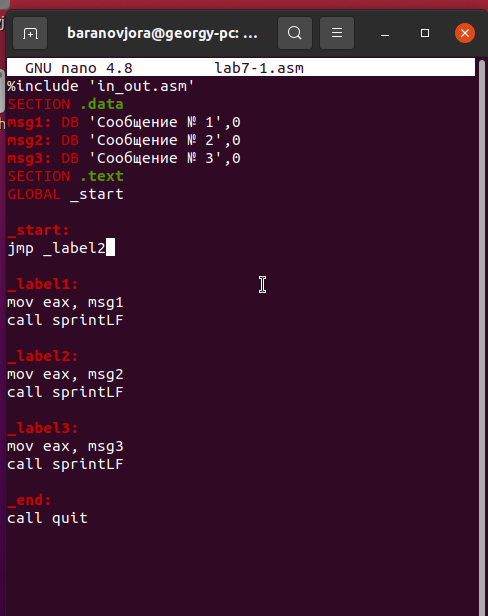 baranovjora@georgy-pc: ...
GNU nano 4.8 lab7-1.asm
%include 'in_out.asm'
SECTION .data
msg1: DB 'Сообщение № 1',0
msg2: DB 'Сообщение № 2',0
msg3: DB 'Сообщение № 3',0
SECTION .text
GLOBAL _start
_start:
jmp _label2
_label1:
mov eax, msg1
call sprintLF
_label2:
mov eax, msg2
call sprintLF
_label3:
mov eax, msg3
call sprintLF
_end:
call quit